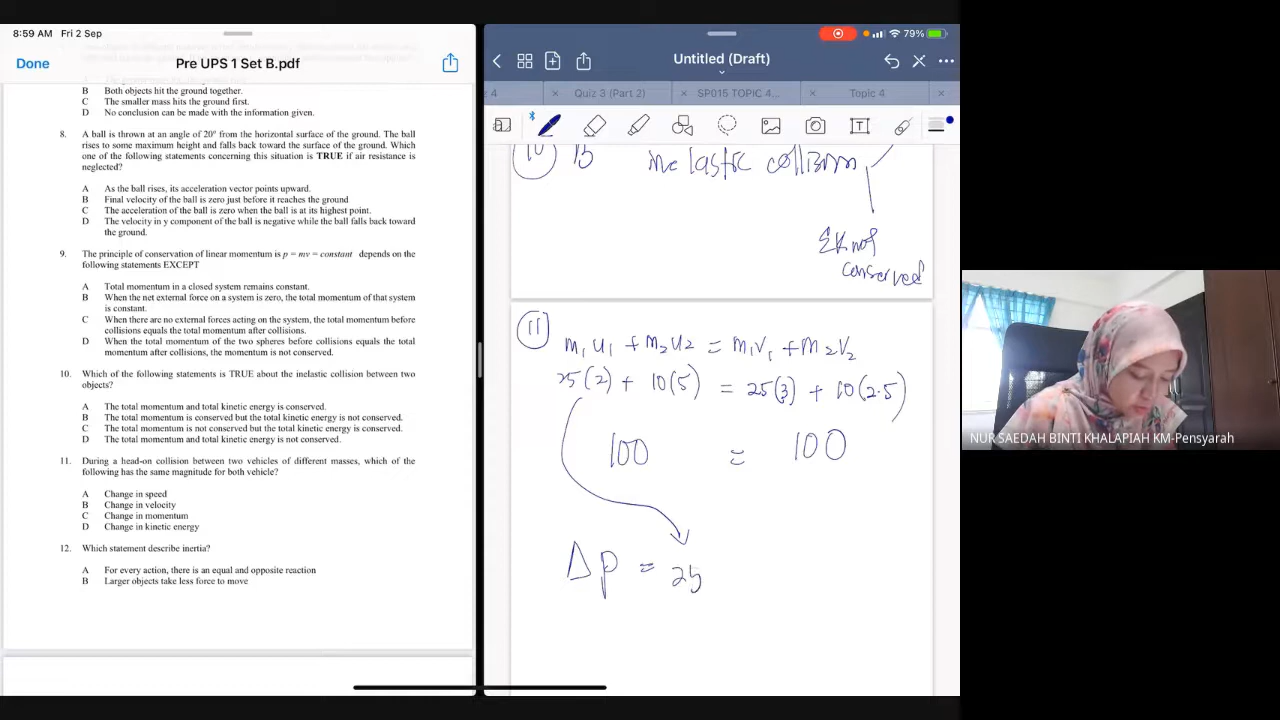 8:59 AM Fri 2 Sep
79%
Done
Pre UPS 1 Set B.pdf
B Both objects hit the ground together.
C The smaller mass hits the ground first.
D No conclusion can be made with the information given.
8. A ball is thrown at an angle of 20° from the horizontal surface of the ground. The ball
rises to some maximum height and falls back toward the surface of the ground. Which
one of the following statements concerning this situation is TRUE if air resistance is
neglected?
A As the ball rises, its acceleration vector points upward.
B Final velocity of the ball is zero just before it reaches the ground
C The acceleration of the ball is zero when the ball is at its highest point.
D The velocity in y component of the ball is negative while the ball falls back toward
the ground.
9. The principle of conservation of linear momentum is p = mv = constant depends on the
following statements EXCEPT
A Total momentum in a closed system remains constant.
B When the net external force on a system is zero, the total momentum of that system
is constant.
C When there are no external forces acting on the system, the total momentum before
collisions equals the total momentum after collisions.
D When the total momentum of the two spheres before collisions equals the total
momentum after collisions, the momentum is not conserved.
10. Which of the following statements is TRUE about the inelastic collision between two
objects?
A The total momentum and total kinetic energy is conserved.
B The total momentum is conserved but the total kinetic energy is not conserved.
C The total momentum is not conserved but the total kinetic energy is conserved.
D The total momentum and total kinetic energy is not conserved.
11. During a head-on collision between two vehicles of different masses, which of the
following has the same magnitude for both vehicle?
A Change in speed
B Change in velocity
C Change in momentum
D Change in kinetic energy
12. Which statement describe inertia?
A For every action, there is an equal and opposite reaction
B Larger objects take less force to move
Untitled (Draft)
z 4
Quiz 3 (Part 2)
SP015 TOPIC 4...
Topic 4
10 B inelastic collision
ΣK not
conserved
11
m₁u₁ + m₂u₂ = m₁v₁ + m₂v₂
25(2) + 10(5) = 25(3) + 10(2.5)
100 = 100
Δp = 25
NUR SAEDAH BINTI KHALAPIAH KM-Pensyarah